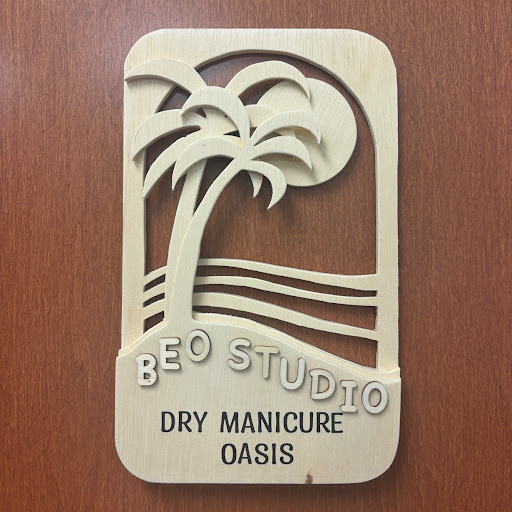 BEO STUDIO
DRY MANICURE
OASIS